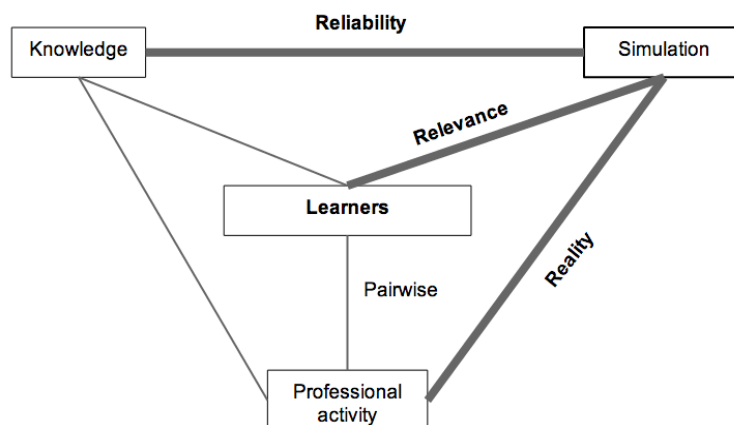 Reliability
Knowledge
Simulation
Relevance
Learners
Reality
Pairwise
Professional
activity